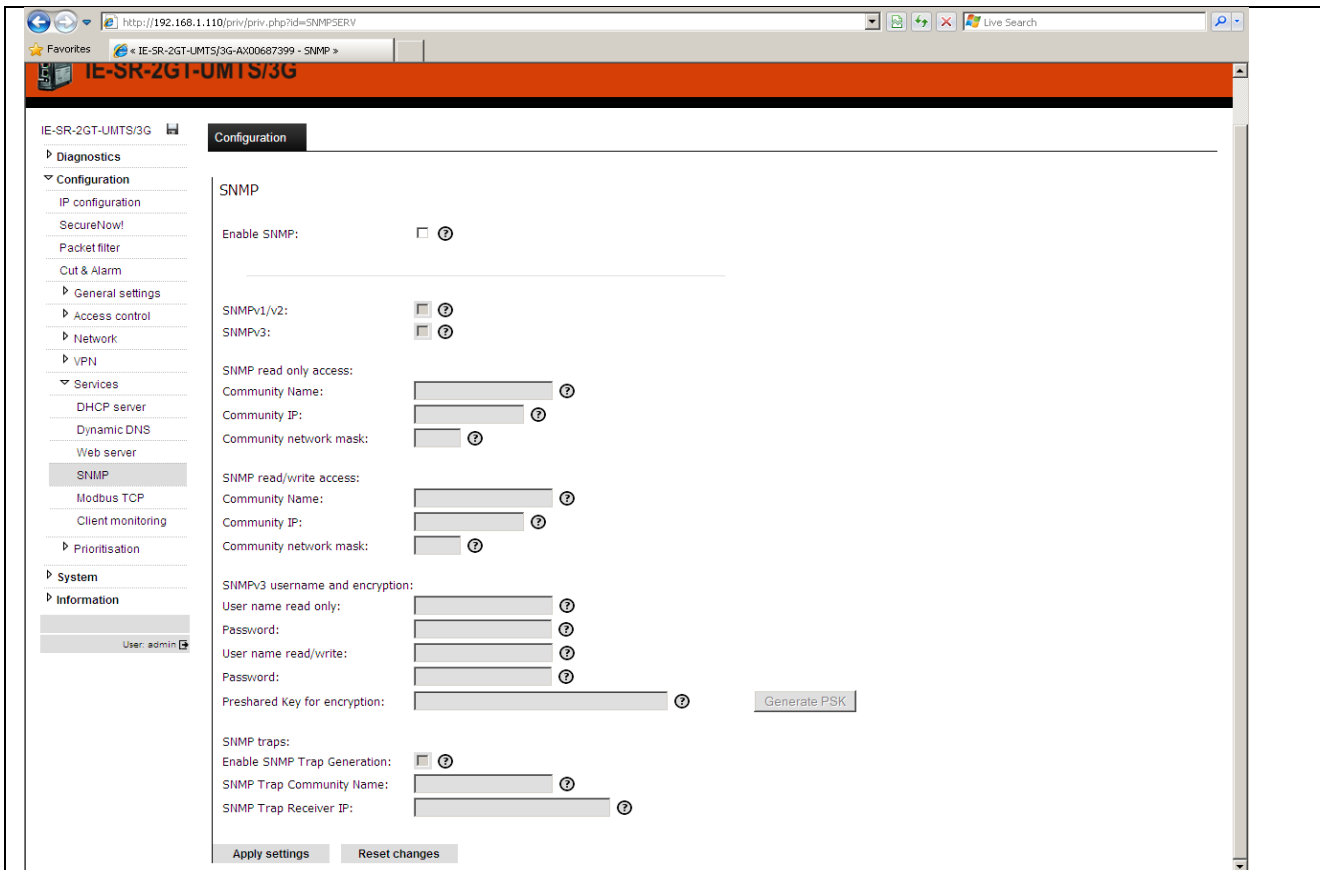 http://192.168.1.110/priv/priv.php?id=SNMPSERV
Live Search
Favorites
« IE-SR-2GT-UMTS/3G-AX00687399 - SNMP »
IE-SR-2GT-UMTS/3G
IE-SR-2GT-UMTS/3G
Diagnostics
Configuration
IP configuration
SecureNow!
Packet filter
Cut & Alarm
General settings
Access control
Network
VPN
Services
DHCP server
Dynamic DNS
Web server
SNMP
Modbus TCP
Client monitoring
Prioritisation
System
Information
User: admin
Configuration
SNMP
Enable SNMP:
SNMPv1/v2:
SNMPv3:
SNMP read only access:
Community Name:
Community IP:
Community network mask:
SNMP read/write access:
Community Name:
Community IP:
Community network mask:
SNMPv3 username and encryption:
User name read only:
Password:
User name read/write:
Password:
Preshared Key for encryption:
Generate PSK
SNMP traps:
Enable SNMP Trap Generation:
SNMP Trap Community Name:
SNMP Trap Receiver IP:
Apply settings
Reset changes